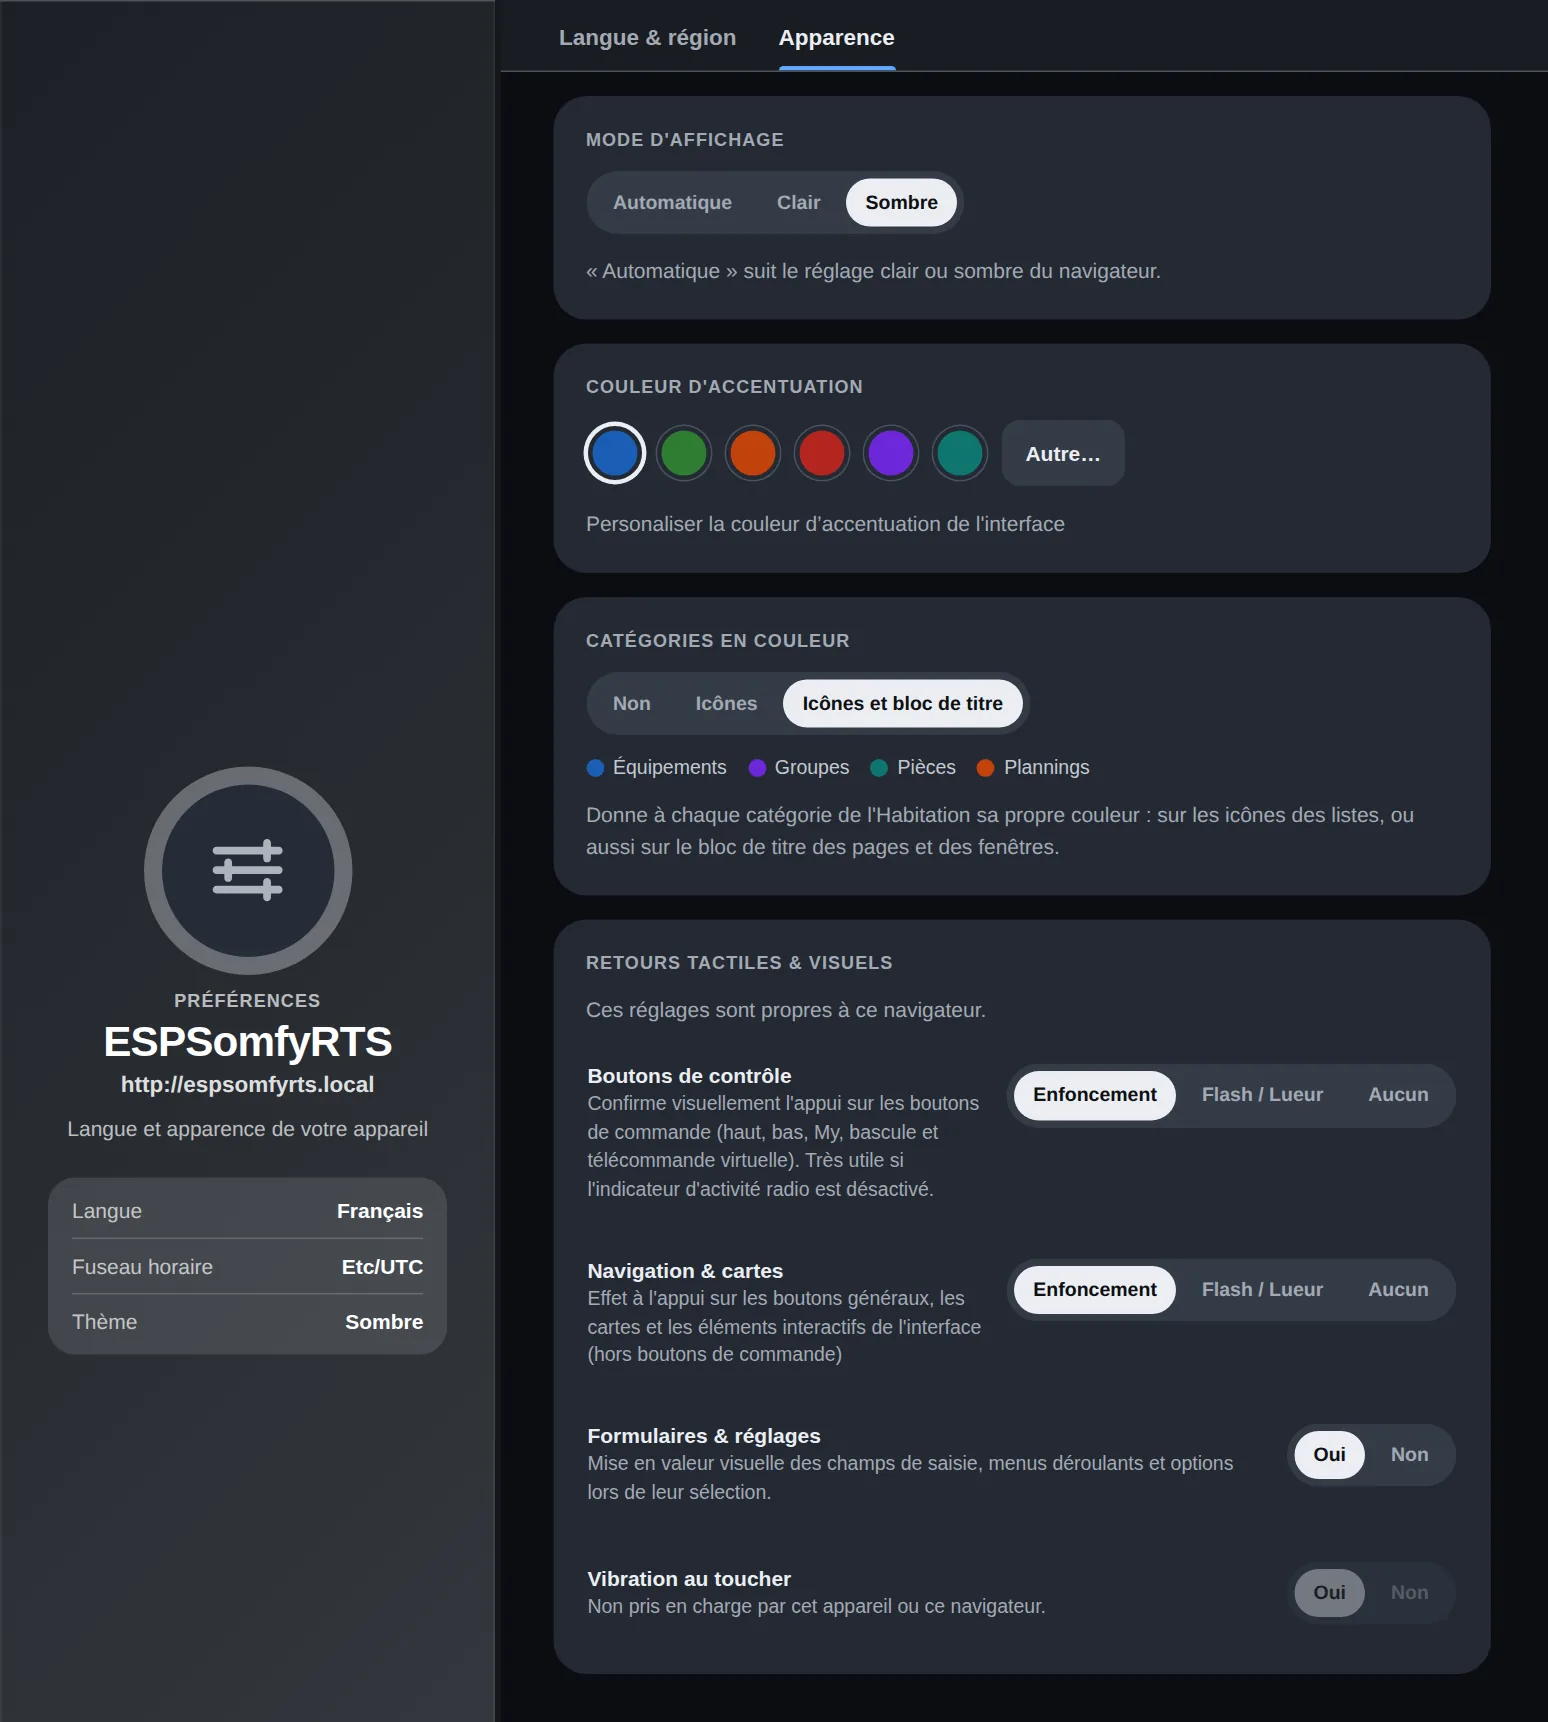 PRÉFÉRENCES
ESPSomfyRTS
http://espsomfyrts.local
Langue et apparence de votre appareil
Langue Français
Fuseau horaire Etc/UTC
Thème Sombre
Langue & région Apparence
MODE D'AFFICHAGE
Automatique Clair Sombre
« Automatique » suit le réglage clair ou sombre du navigateur.
COULEUR D'ACCENTUATION
Autre…
Personaliser la couleur d'accentuation de l'interface
CATÉGORIES EN COULEUR
Non Icônes Icônes et bloc de titre
Équipements Groupes Pièces Plannings
Donne à chaque catégorie de l'Habitation sa propre couleur : sur les icônes des listes, ou
aussi sur le bloc de titre des pages et des fenêtres.
RETOURS TACTILES & VISUELS
Ces réglages sont propres à ce navigateur.
Boutons de contrôle
Confirme visuellement l'appui sur les boutons
de commande (haut, bas, My, bascule et
télécommande virtuelle). Très utile si
l'indicateur d'activité radio est désactivé.
Enfoncement Flash / Lueur Aucun
Navigation & cartes
Effet à l'appui sur les boutons généraux, les
cartes et les éléments interactifs de l'interface
(hors boutons de commande)
Enfoncement Flash / Lueur Aucun
Formulaires & réglages
Mise en valeur visuelle des champs de saisie, menus déroulants et options
lors de leur sélection.
Oui Non
Vibration au toucher
Non pris en charge par cet appareil ou ce navigateur.
Oui Non